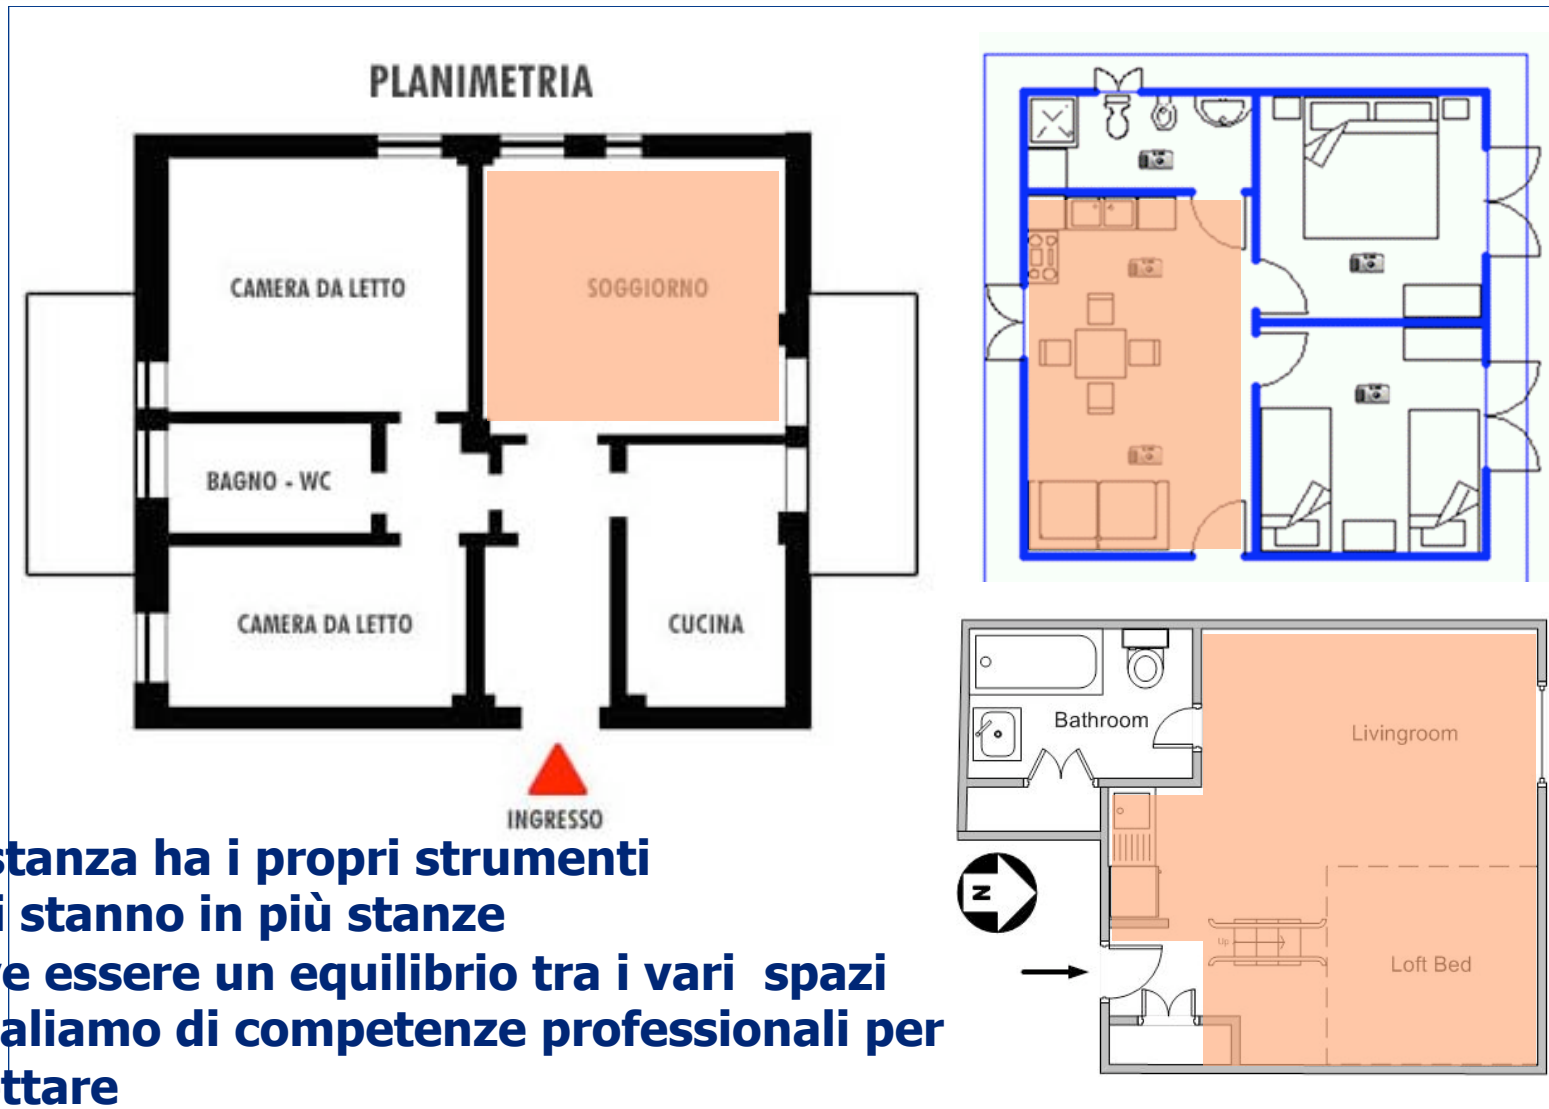 PLANIMETRIA
CAMERA DA LETTO
SOGGIORNO
BAGNO - WC
CAMERA DA LETTO
CUCINA
INGRESSO
Bathroom
Livingroom
Up
Loft Bed
N
stanza ha i propri strumenti
i stanno in più stanze
e essere un equilibrio tra i vari spazi
aliamo di competenze professionali per
ttare